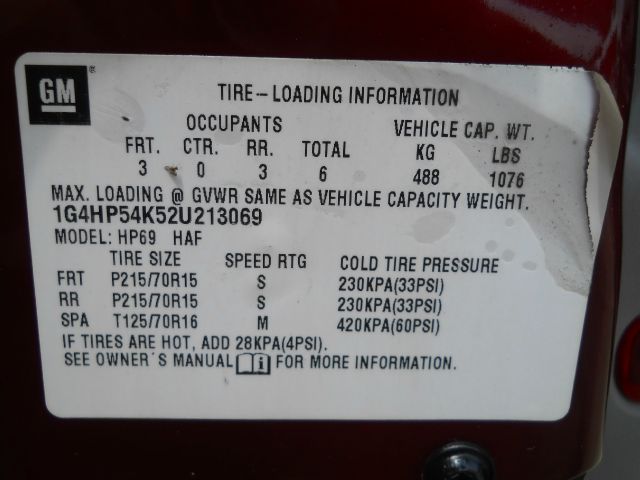 GM ®
TIRE-LOADING INFORMATION
OCCUPANTS VEHICLE CAP. WT.
FRT. CTR. RR. TOTAL KG LBS
3 0 3 6 488 1076
MAX. LOADING @ GVWR SAME AS VEHICLE CAPACITY WEIGHT.
1G4HP54K52U213069
MODEL: HP69 HAF
TIRE SIZE SPEED RTG COLD TIRE PRESSURE
FRT P215/70R15 S 230KPA(33PSI)
RR P215/70R15 S 230KPA(33PSI)
SPA T125/70R16 M 420KPA(60PSI)
IF TIRES ARE HOT, ADD 28KPA(4PSI).
SEE OWNER´S MANUAL i FOR MORE INFORMATION.